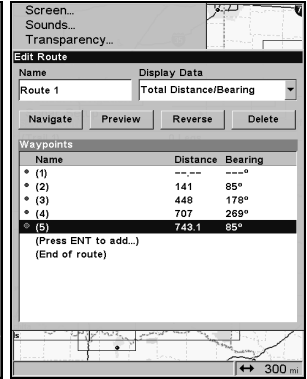 Screen...
Sounds...
Transparency...
Edit Route
Name Display Data
Route 1 Total Distance/Bearing
Navigate Preview Reverse Delete
Waypoints
Name Distance Bearing
(1) --.-- ---º
(2) 141 85º
(3) 448 178º
(4) 707 269º
(5) 743.1 85º
(Press ENT to add...)
(End of route)
s
↔ 300 mi